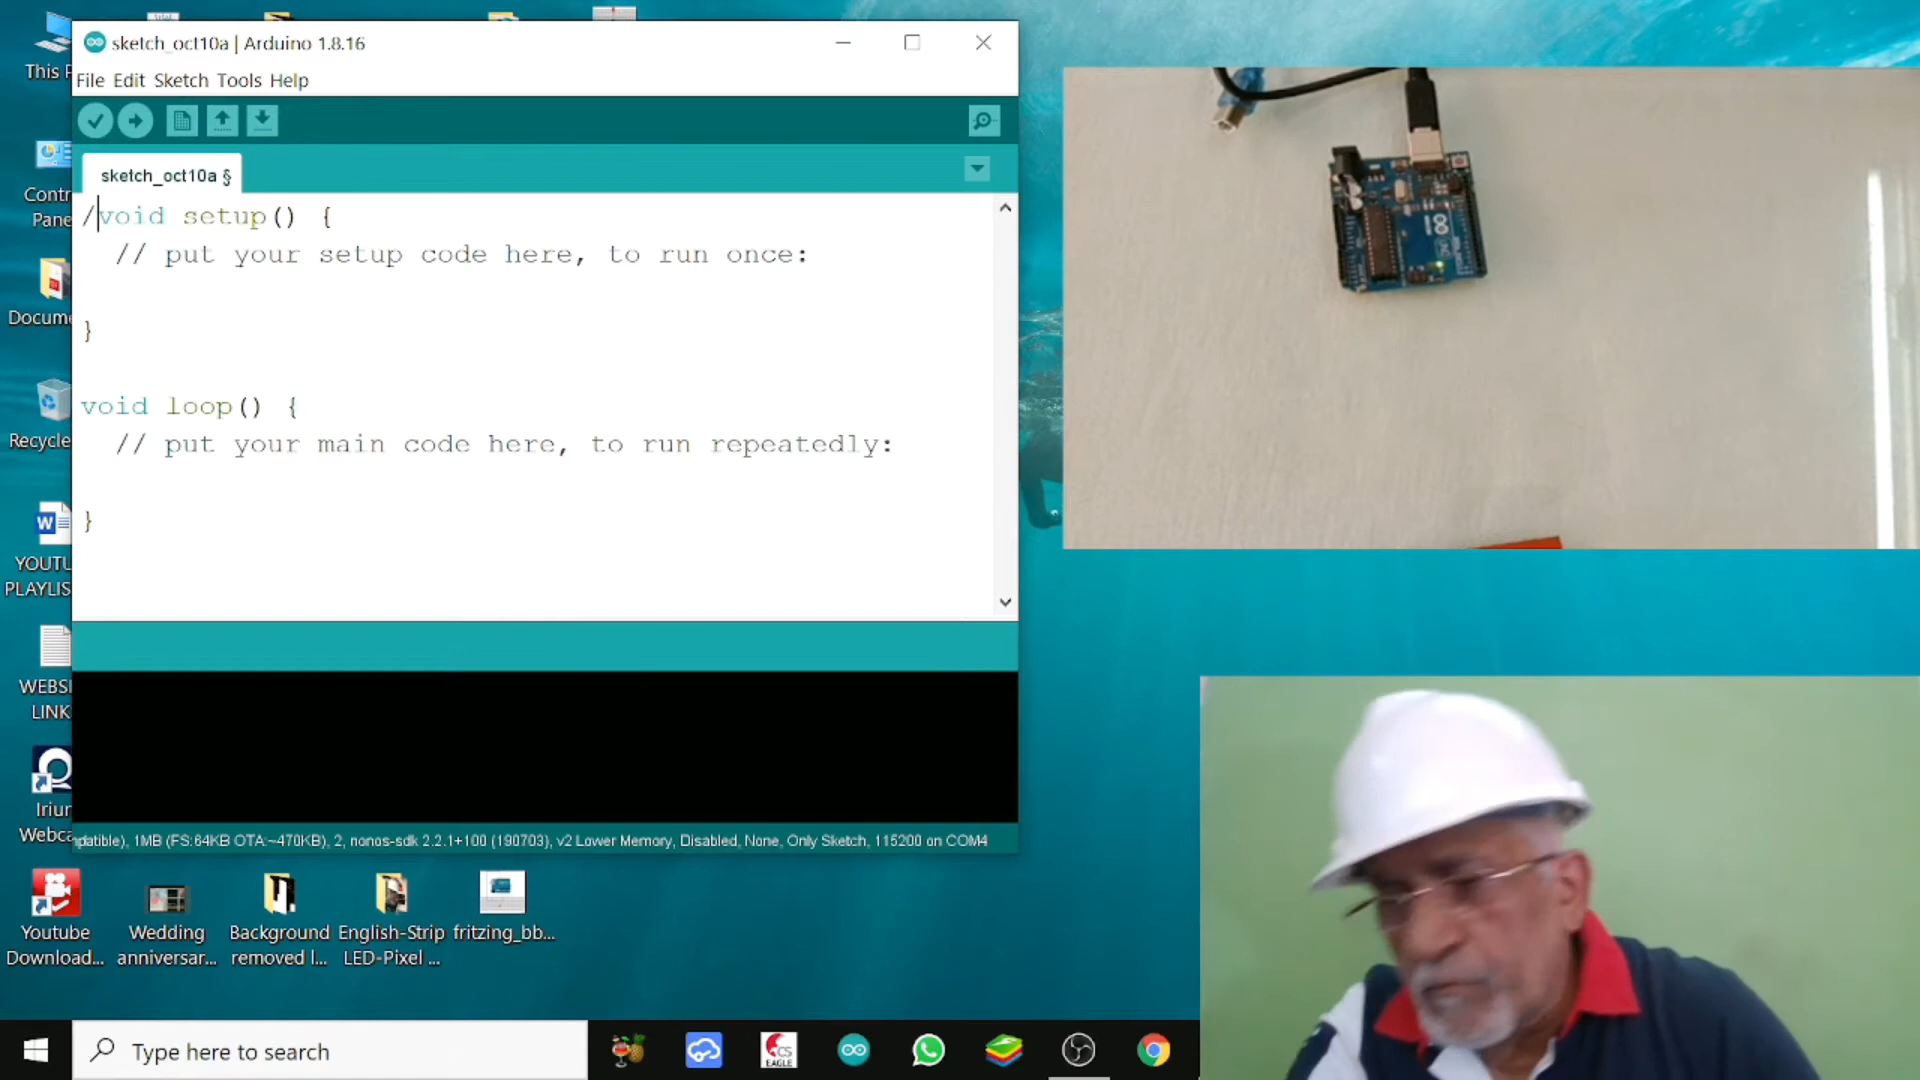 This P
sketch_oct10a | Arduino 1.8.16
File Edit Sketch Tools Help
sketch_oct10a §
/void setup() {
// put your setup code here, to run once:
}
void loop() {
// put your main code here, to run repeatedly:
}
Contr
Pane
Docume
Recycle
YOUTU
PLAYLIS
WEBSI
LINK
Iriun
Webca
patible), 1MB (FS:64KB OTA:~470KB), 2, nonos-sdk 2.2.1+100 (190703), v2 Lower Memory, Disabled, None, Only Sketch, 115200 on COM4
Youtube
Download...
Wedding
anniversar...
Background
removed I...
English-Strip
LED-Pixel ...
fritzing_bb...
Type here to search
CS
EAGLE